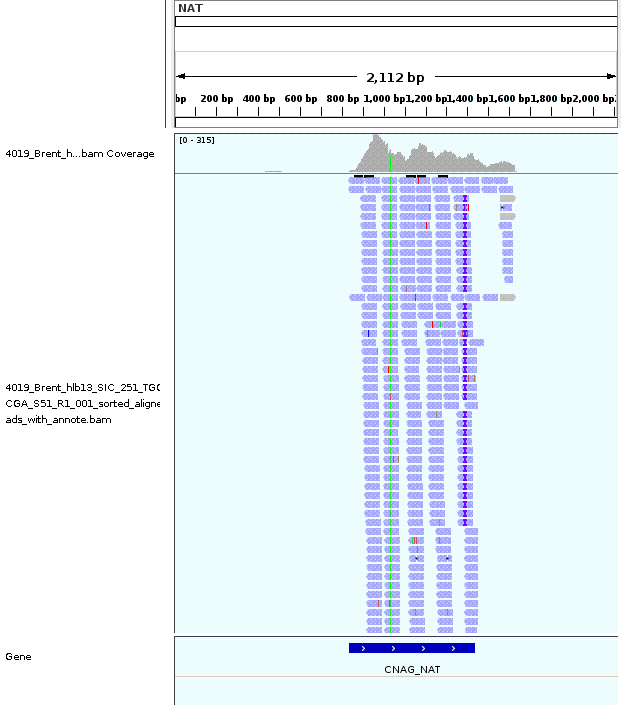 NAT
2,112 bp
bp 200 bp 400 bp 600 bp 800 bp 1,000 bp 1,200 bp 1,400 bp 1,600 bp 1,800 bp 2,000 bp
[0 - 315]
4019_Brent_h...bam Coverage
4019_Brent_hlb13_SIC_251_TGC
CGA_S51_R1_001_sorted_aligne
ads_with_annote.bam
Gene
CNAG_NAT